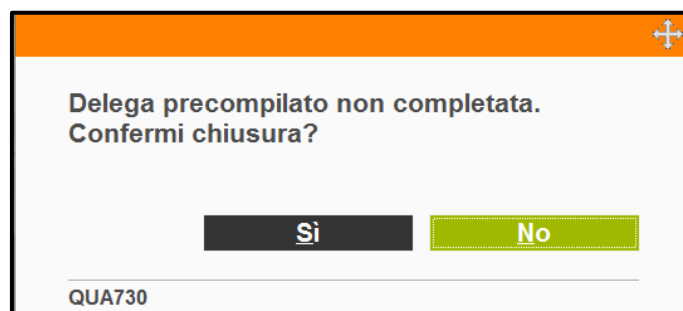 Delega precompilato non completata.
Confermi chiusura?
Sì
No
QUA730